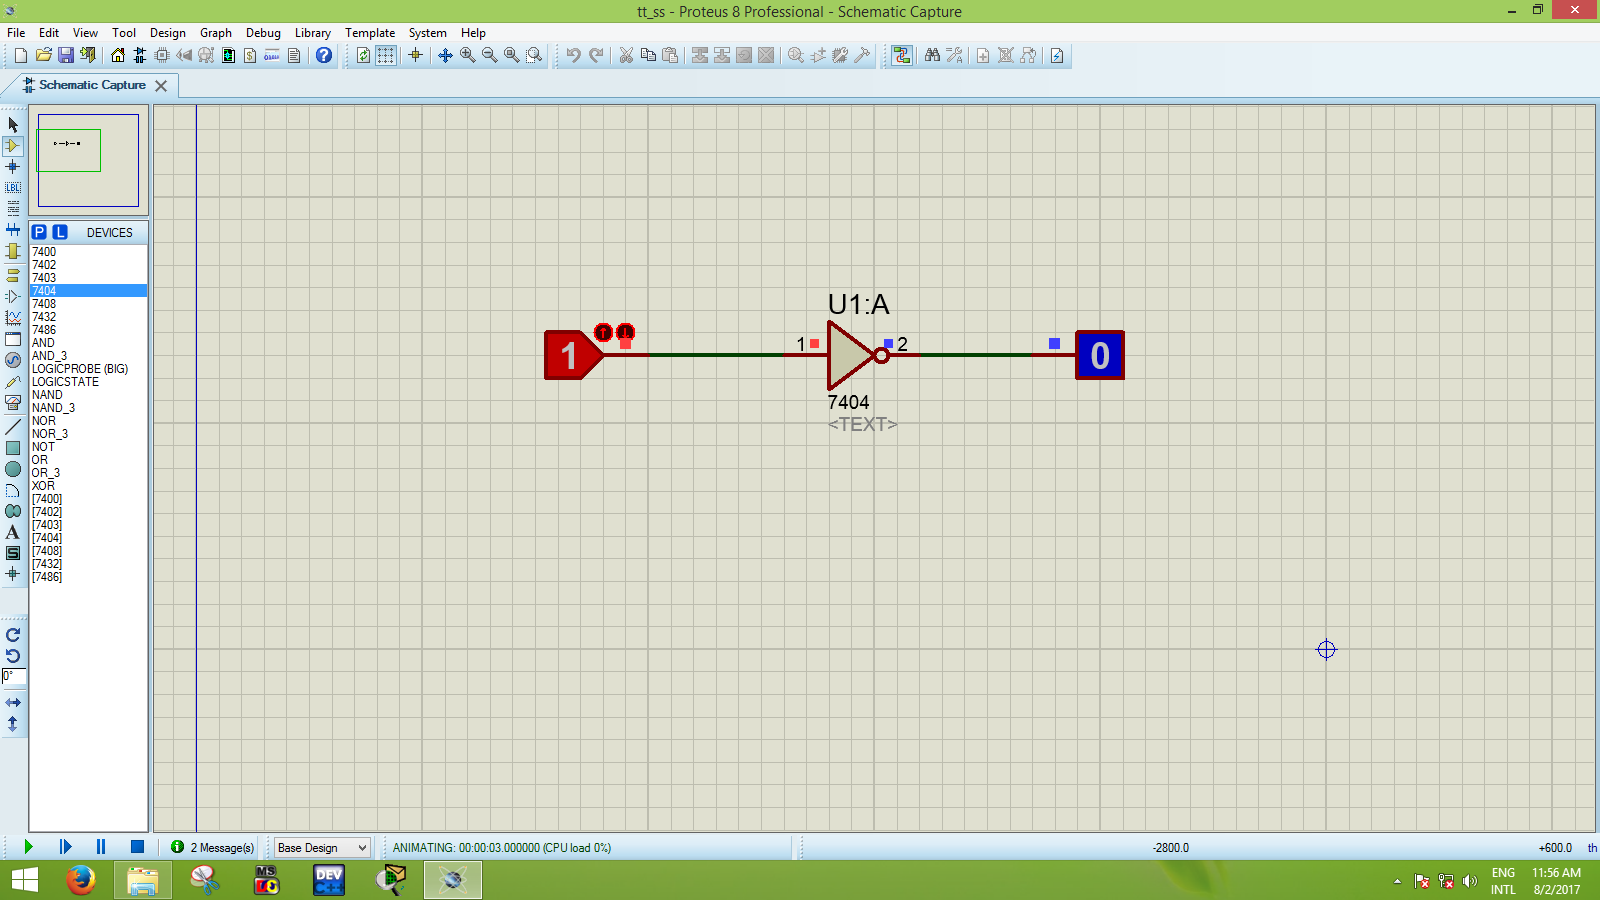 tt_ss - Proteus 8 Professional - Schematic Capture
File Edit View Tool Design Graph Debug Library Template System Help
Schematic Capture
LBL
P L DEVICES
7400
7402
7403
7404
7408
7432
7486
AND
AND_3
LOGICPROBE (BIG)
LOGICSTATE
NAND
NAND_3
NOR
NOR_3
NOT
OR
OR_3
XOR
[7400]
[7402]
[7403]
[7404]
[7408]
[7432]
[7486]
A
S
0°
U1:A
1
1
2
0
7404
<TEXT>
2 Message(s)
Base Design
ANIMATING: 00:00:03.000000 (CPU load 0%)
-2800.0
+600.0 th
MS
DEV
C++
ENG
INTL
11:56 AM
8/2/2017